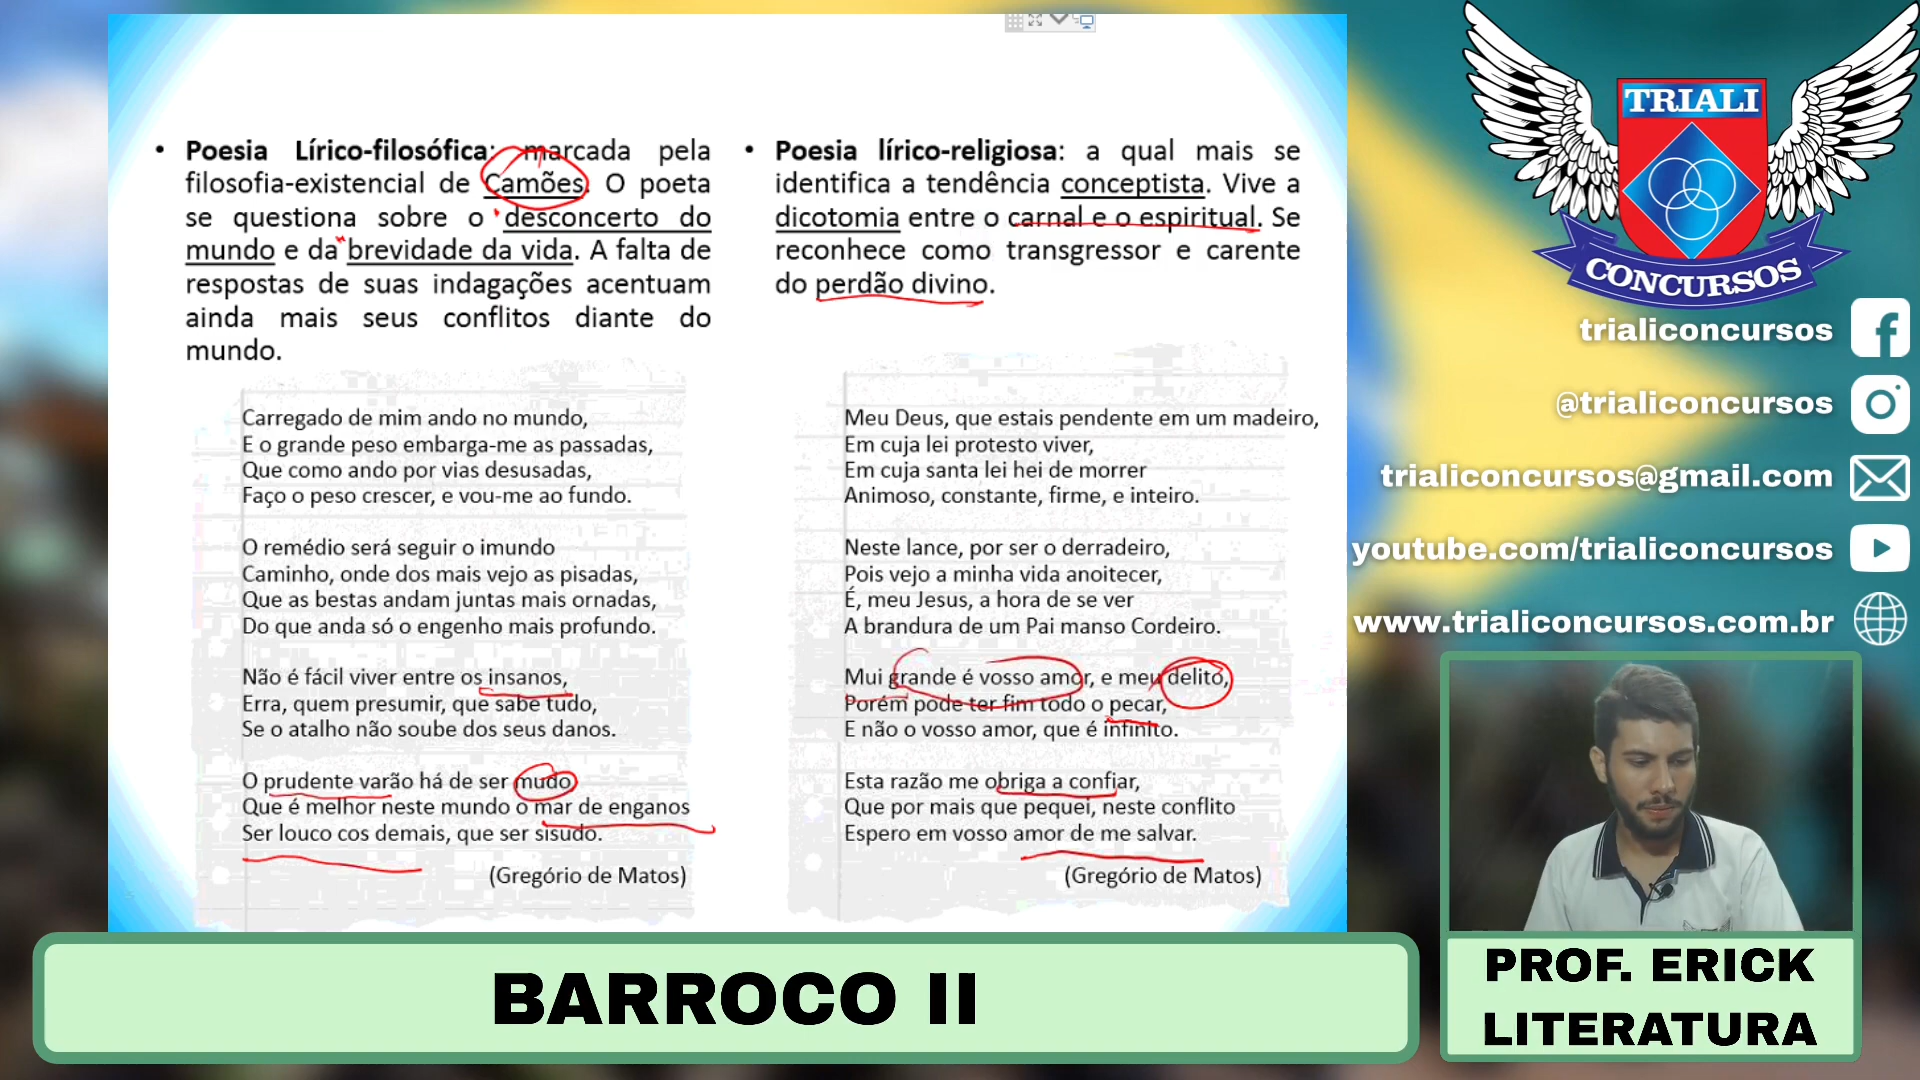 • Poesia Lírico-filosófica: marcada pela
filosofia-existencial de Camões. O poeta
se questiona sobre o desconcerto do
mundo e da brevidade da vida. A falta de
respostas de suas indagações acentuam
ainda mais seus conflitos diante do
mundo.
Carregado de mim ando no mundo,
E o grande peso embarga-me as passadas,
Que como ando por vias desusadas,
Faço o peso crescer, e vou-me ao fundo.
O remédio será seguir o imundo
Caminho, onde dos mais vejo as pisadas,
Que as bestas andam juntas mais ornadas,
Do que anda só o engenho mais profundo.
Não é fácil viver entre os insanos,
Erra, quem presumir, que sabe tudo,
Se o atalho não soube dos seus danos.
O prudente varão há de ser mudo,
Que é melhor neste mundo o mar de enganos
Ser louco cos demais, que ser sisudo.
(Gregório de Matos)
• Poesia lírico-religiosa: a qual mais se
identifica a tendência conceptista. Vive a
dicotomia entre o carnal e o espiritual. Se
reconhece como transgressor e carente
do perdão divino.
Meu Deus, que estais pendente em um madeiro,
Em cuja lei protesto viver,
Em cuja santa lei hei de morrer
Animoso, constante, firme, e inteiro.
Neste lance, por ser o derradeiro,
Pois vejo a minha vida anoitecer,
É, meu Jesus, a hora de se ver
A brandura de um Pai manso Cordeiro.
Mui grande é vosso amor, e meu delito,
Porém pode ter fim todo o pecar,
E não o vosso amor, que é infinito.
Esta razão me obriga a confiar,
Que por mais que pequei, neste conflito
Espero em vosso amor de me salvar.
(Gregório de Matos)
TRIALI
CONCURSOS
trialiconcursos
@trialiconcursos
trialiconcursos@gmail.com
youtube.com/trialiconcursos
www.trialiconcursos.com.br
BARROCO II
PROF. ERICK
LITERATURA